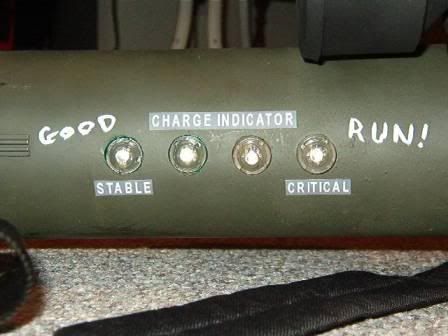 GOOD
CHARGE INDICATOR
RUN!
STABLE
CRITICAL